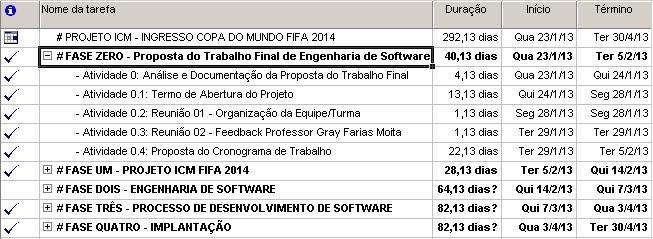 Nome da tarefa Duração Início Término
# PROJETO ICM - INGRESSO COPA DO MUNDO FIFA 2014 292,13 dias Qua 23/1/13 Ter 30/4/13
# FASE ZERO - Proposta do Trabalho Final de Engenharia de Software 40,13 dias Qua 23/1/13 Ter 5/2/13
- Atividade 0: Análise e Documentação da Proposta do Trabalho Final 4,13 dias Qua 23/1/13 Qui 24/1/13
- Atividade 0.1: Termo de Abertura do Projeto 13,13 dias Qui 24/1/13 Seg 28/1/13
- Atividade 0.2: Reunião 01 - Organização da Equipe/Turma 1,13 dias Seg 28/1/13 Seg 28/1/13
- Atividade 0.3: Reunião 02 - Feedback Professor Gray Farias Moita 1,13 dias Ter 29/1/13 Ter 29/1/13
- Atividade 0.4: Proposta do Cronograma de Trabalho 22,13 dias Ter 29/1/13 Ter 5/2/13
# FASE UM - PROJETO ICM FIFA 2014 28,13 dias Ter 5/2/13 Qui 14/2/13
# FASE DOIS - ENGENHARIA DE SOFTWARE 64,13 dias? Qui 14/2/13 Qui 7/3/13
# FASE TRÊS - PROCESSO DE DESENVOLVIMENTO DE SOFTWARE 82,13 dias? Qui 7/3/13 Qua 3/4/13
# FASE QUATRO - IMPLANTAÇÃO 82,13 dias? Qua 3/4/13 Ter 30/4/13